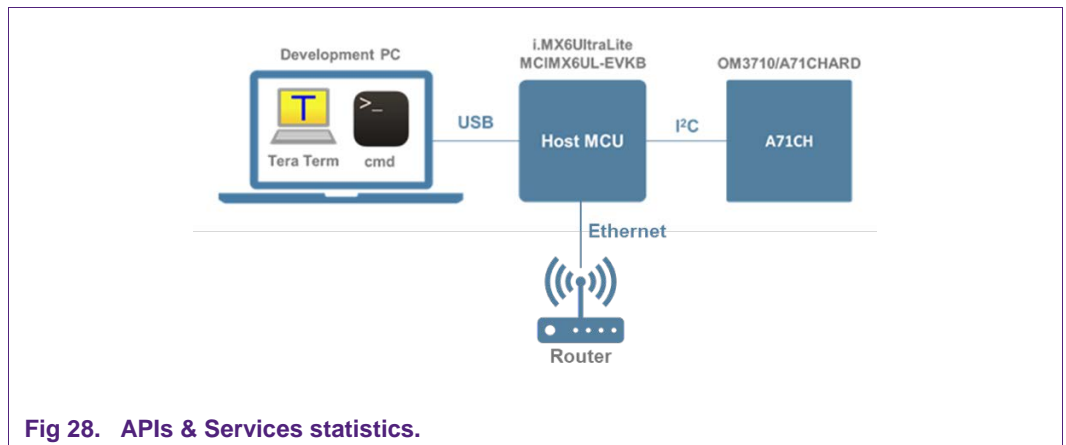 Development PC
T
>_
Tera Term
cmd
USB
i.MX6UltraLite
MCIMX6UL-EVKB
Host MCU
I²C
OM3710/A71CHARD
A71CH
Ethernet
Router
Fig 28. APIs & Services statistics.